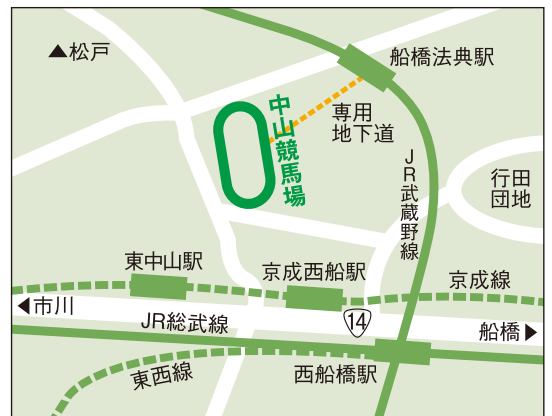 ▲松戸
船橋法典駅
中山競馬場
専用
地下道
JR武蔵野線
行田
団地
東中山駅
京成西船駅
京成線
◀市川
JR総武線
14
船橋▶
東西線
西船橋駅